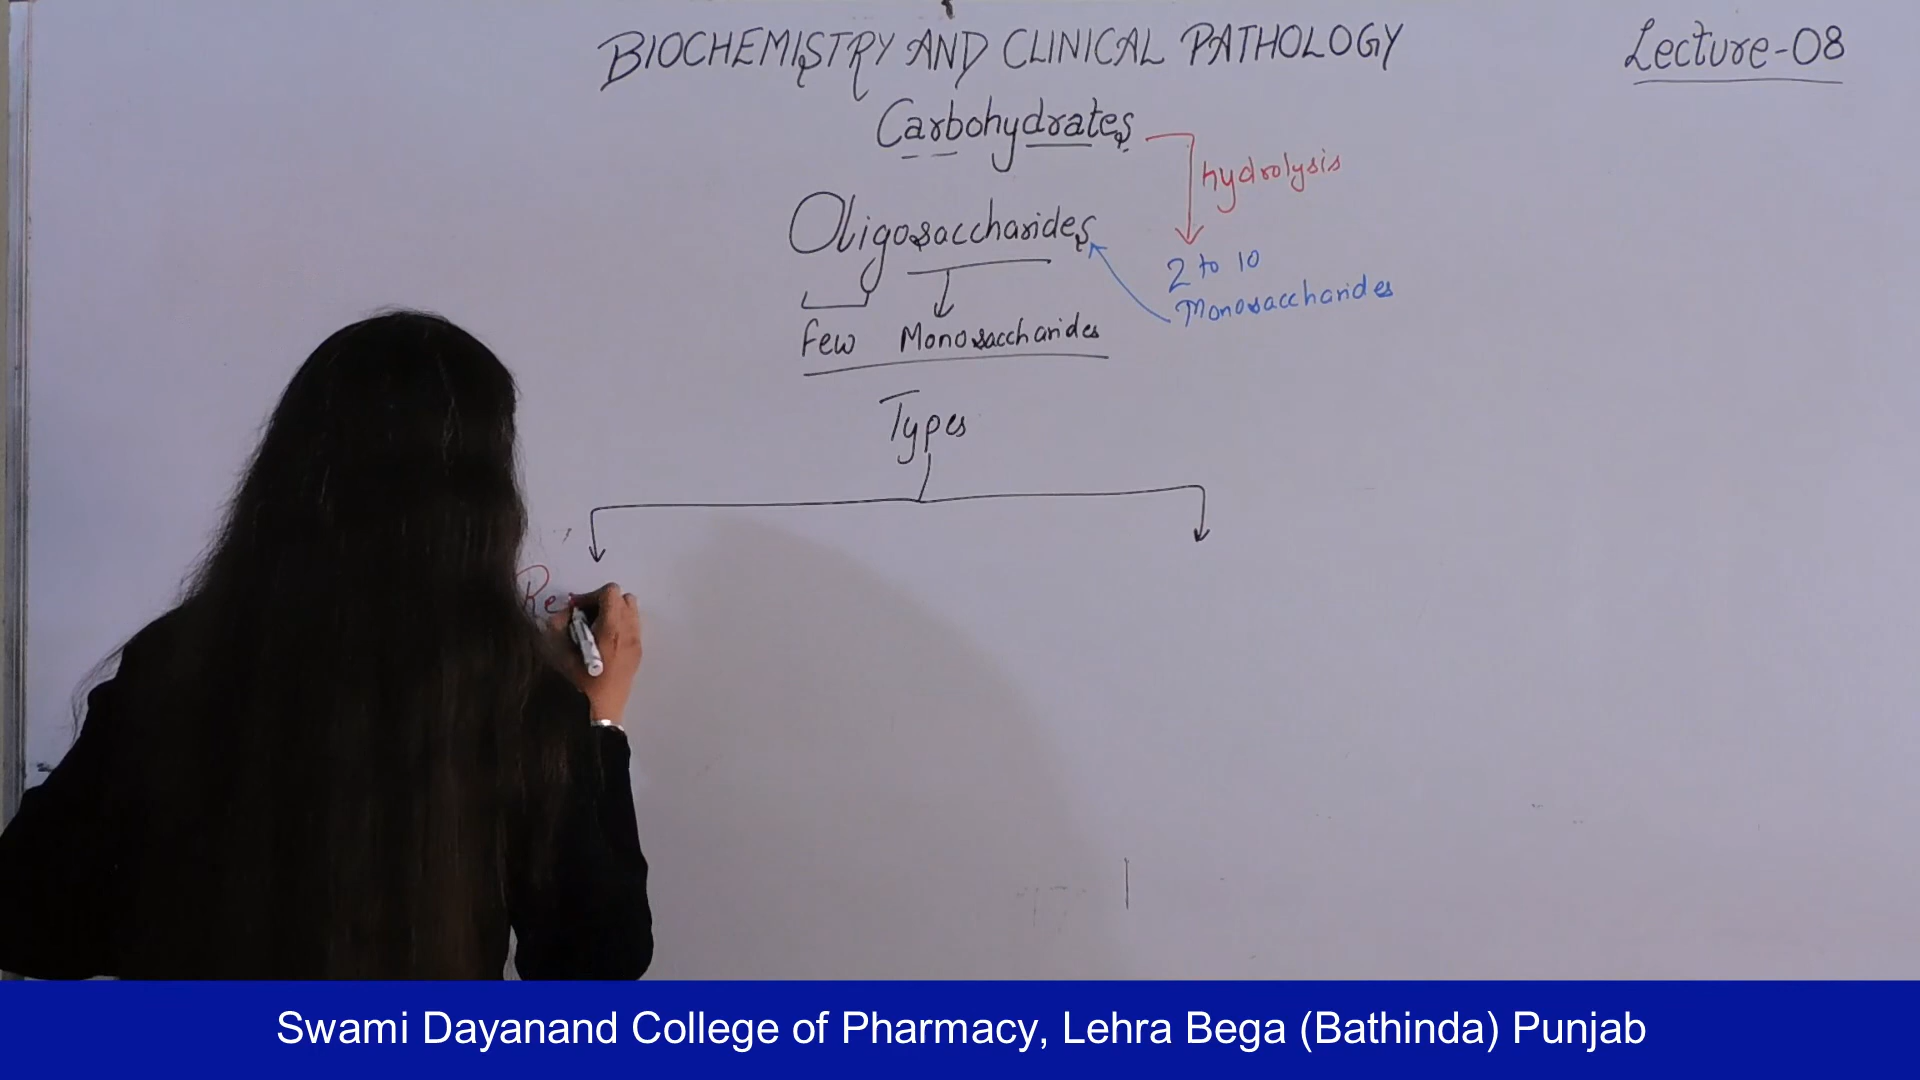 BIOCHEMISTRY AND CLINICAL PATHOLOGY
Lecture-08
Carbohydrates
hydrolysis
Oligosaccharides
2 to 10
Monosaccharides
Few Monosaccharides
Types
Re
Swami Dayanand College of Pharmacy, Lehra Bega (Bathinda) Punjab